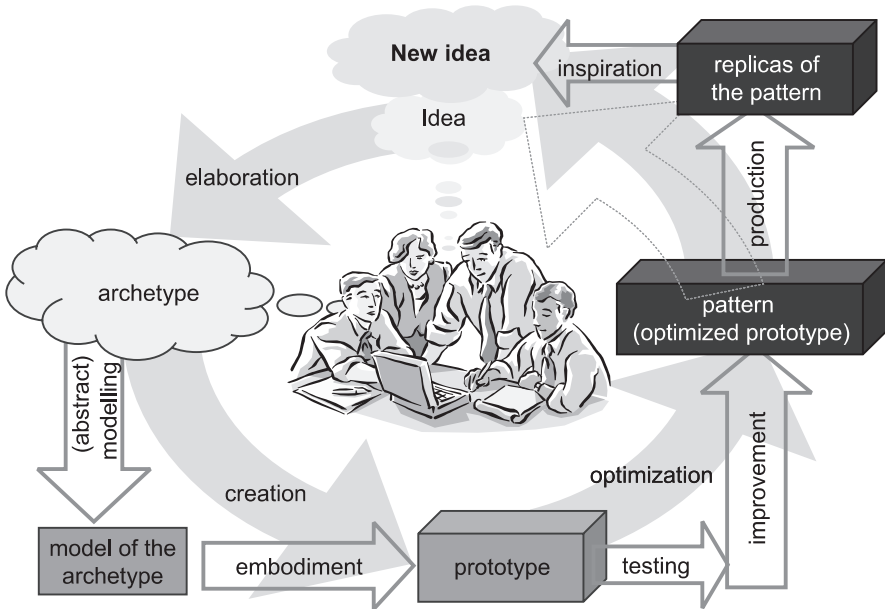 New idea
Idea
inspiration
replicas of
the pattern
elaboration
production
archetype
pattern
(optimized prototype)
(abstract)
modelling
creation
optimization
improvement
model of the
archetype
embodiment
prototype
testing